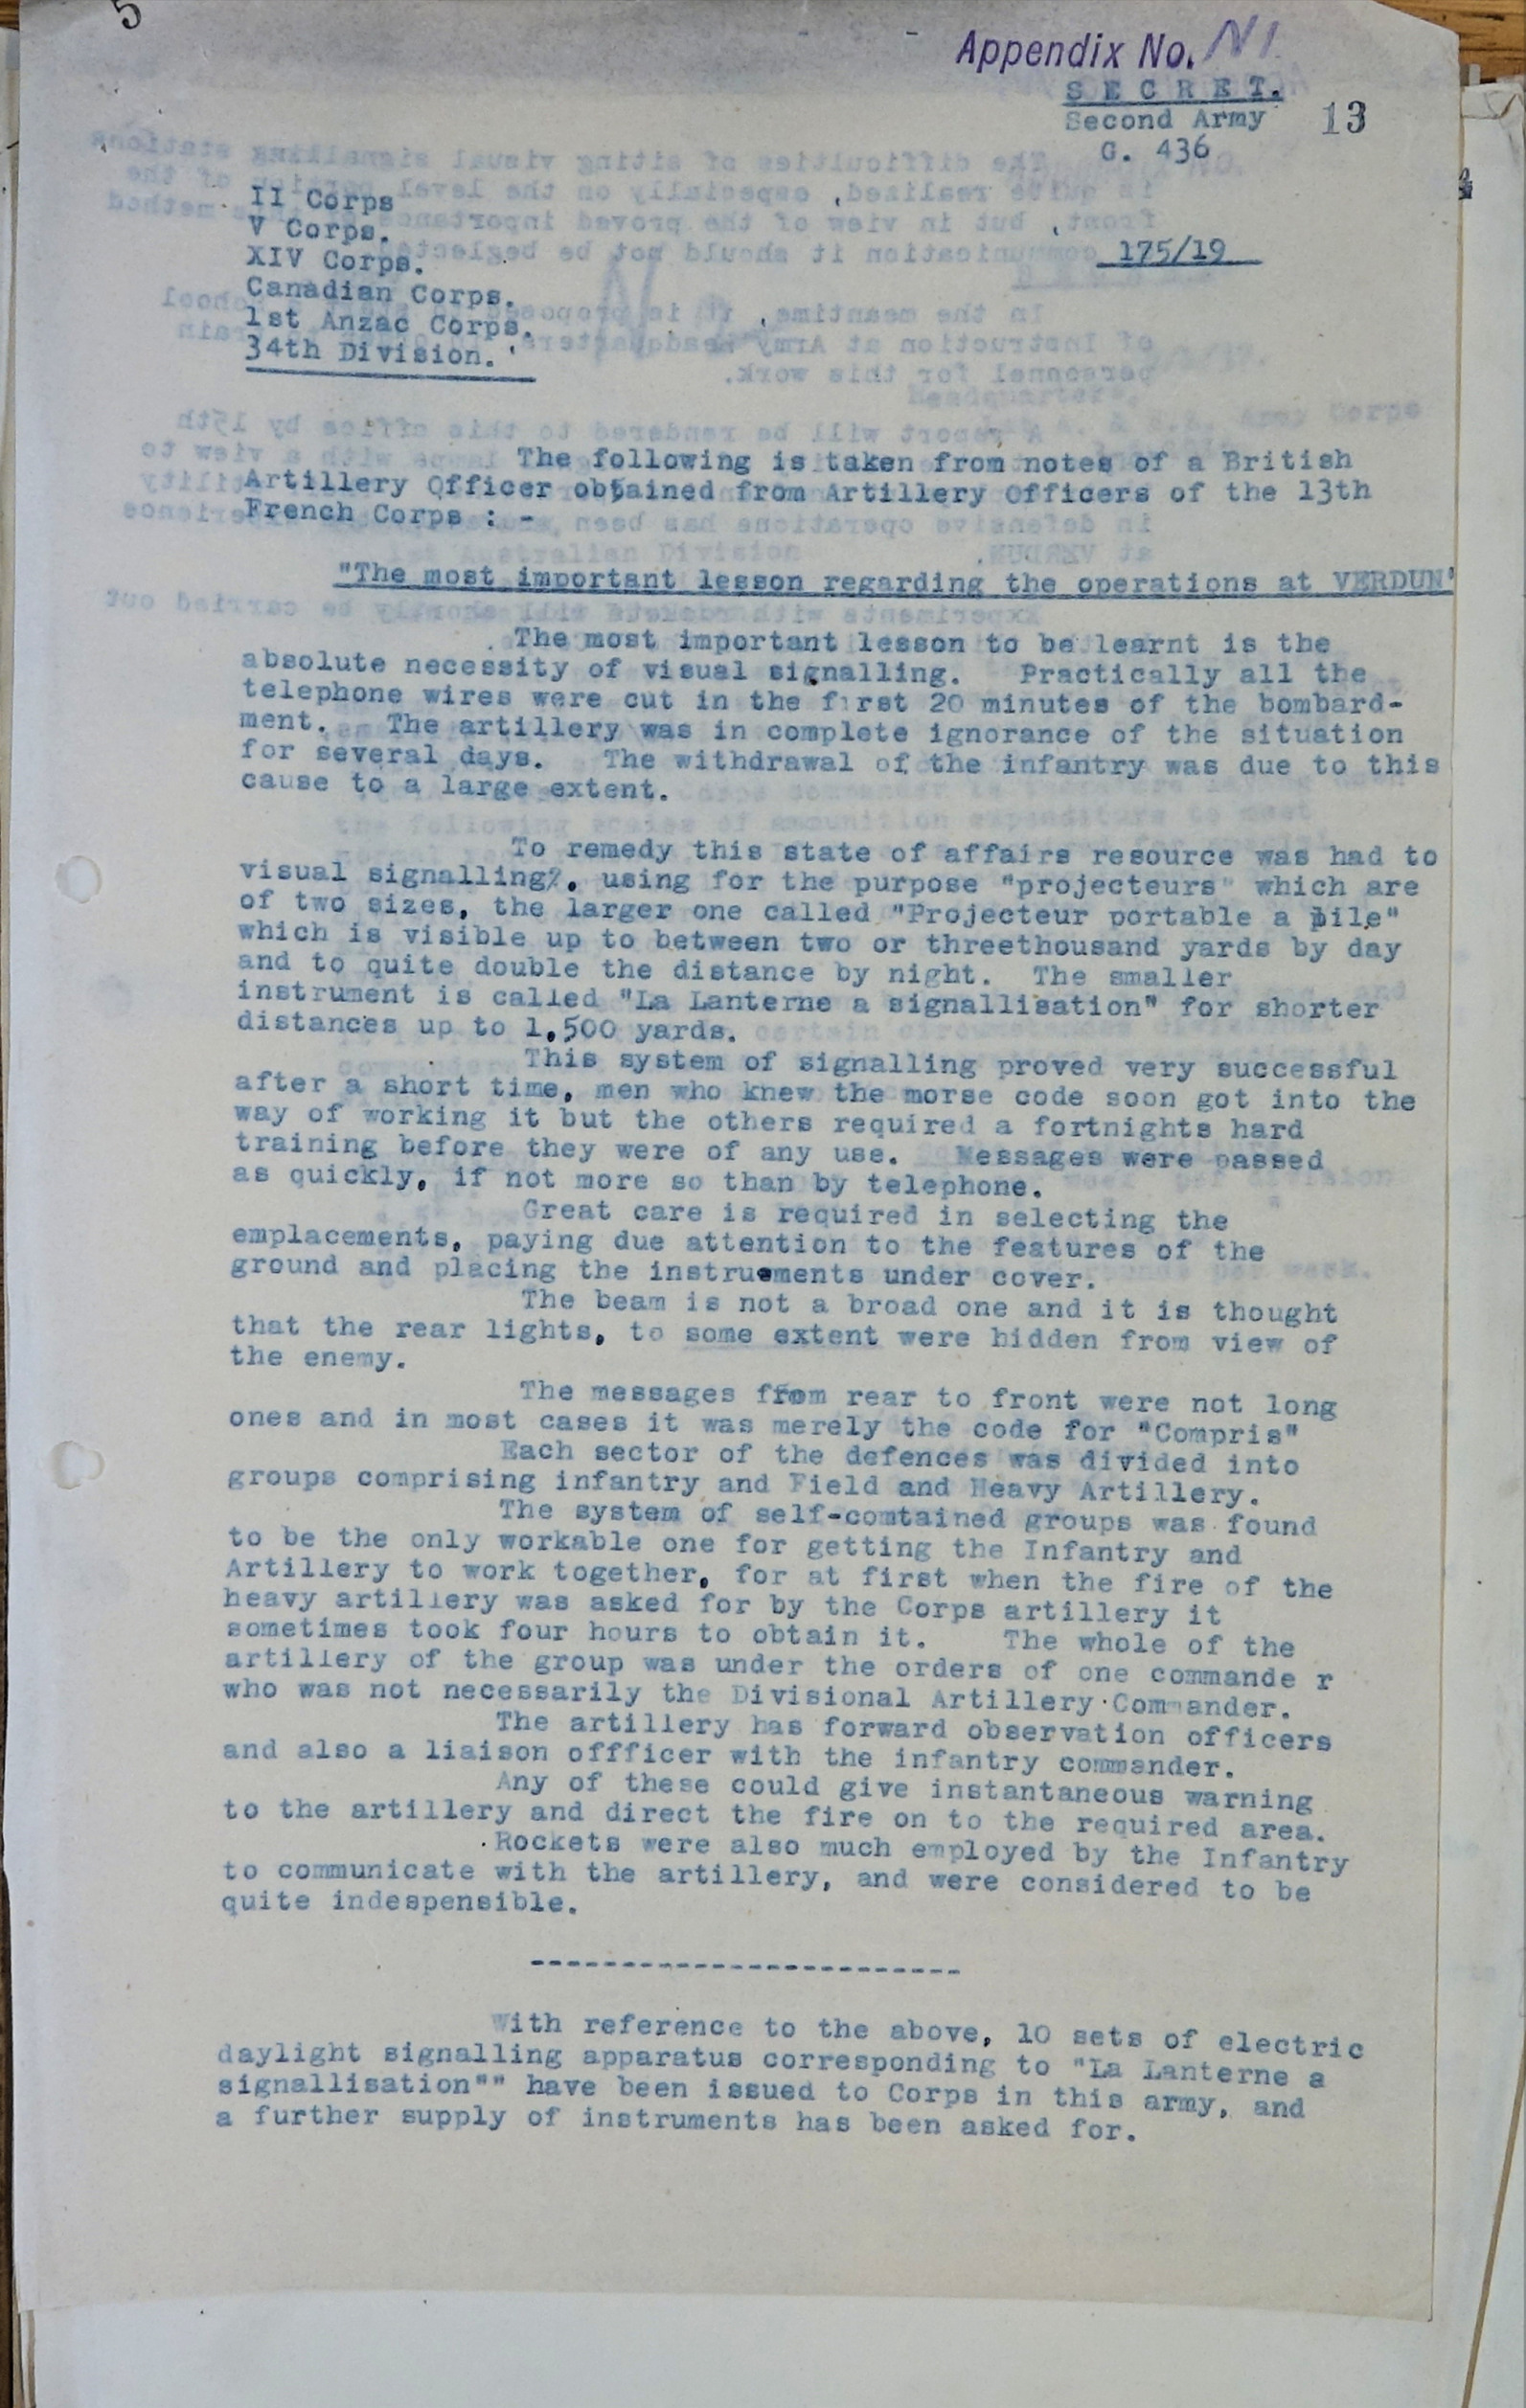 5
Appendix No. N1
S E C R E T.
Second Army
13
G. 436
II Corps
V Corps.
XIV Corps.
175/19
Canadian Corps.
1st Anzac Corps.
34th Division.
The following is taken from notes of a British
Artillery Officer obtained from Artillery Officers of the 13th
French Corps : -
"The most important lesson regarding the operations at VERDUN"
The most important lesson to be learnt is the
absolute necessity of visual signalling. Practically all the
telephone wires were cut in the first 20 minutes of the bombard-
ment. The artillery was in complete ignorance of the situation
for several days. The withdrawal of the infantry was due to this
cause to a large extent.
To remedy this state of affairs resource was had to
visual signalling%. using for the purpose "projecteurs" which are
of two sizes, the larger one called "Projecteur portable a pile"
which is visible up to between two or threethousand yards by day
and to quite double the distance by night. The smaller
instrument is called "La Lanterne a signallisation" for shorter
distances up to 1,500 yards.
This system of signalling proved very successful
after a short time, men who knew the morse code soon got into the
way of working it but the others required a fortnights hard
training before they were of any use. Messages were passed
as quickly, if not more so than by telephone.
Great care is required in selecting the
emplacements, paying due attention to the features of the
ground and placing the instruements under cover.
The beam is not a broad one and it is thought
that the rear lights, to some extent were hidden from view of
the enemy.
The messages from rear to front were not long
ones and in most cases it was merely the code for "Compris"
Each sector of the defences was divided into
groups comprising infantry and Field and Heavy Artillery.
The system of self-comtained groups was found
to be the only workable one for getting the Infantry and
Artillery to work together, for at first when the fire of the
heavy artillery was asked for by the Corps artillery it
sometimes took four hours to obtain it. The whole of the
artillery of the group was under the orders of one commande r
who was not necessarily the Divisional Artillery Commander.
The artillery has forward observation officers
and also a liaison offficer with the infantry commander.
Any of these could give instantaneous warning
to the artillery and direct the fire on to the required area.
Rockets were also much employed by the Infantry
to communicate with the artillery, and were considered to be
quite indespensible.
------------------------
With reference to the above, 10 sets of electric
daylight signalling apparatus corresponding to "La Lanterne a
signallisation"" have been issued to Corps in this army, and
a further supply of instruments has been asked for.